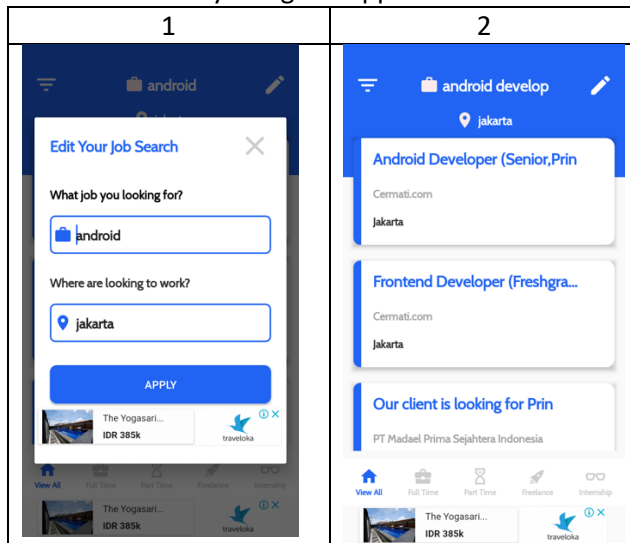 1
2
android
Edit Your Job Search
What job you looking for?
android
Where are looking to work?
jakarta
APPLY
The Yogasari...
IDR 385k
traveloka
View All
Full Time
Part Time
Freelance
Internship
The Yogasari...
IDR 385k
traveloka
android develop
jakarta
Android Developer (Senior,Prin
Cermati.com
Jakarta
Frontend Developer (Freshgra...
Cermati.com
Jakarta
Our client is looking for Prin
PT Madael Prima Sejahtera Indonesia
View All
Full Time
Part Time
Freelance
Internship
The Yogasari...
IDR 385k
traveloka